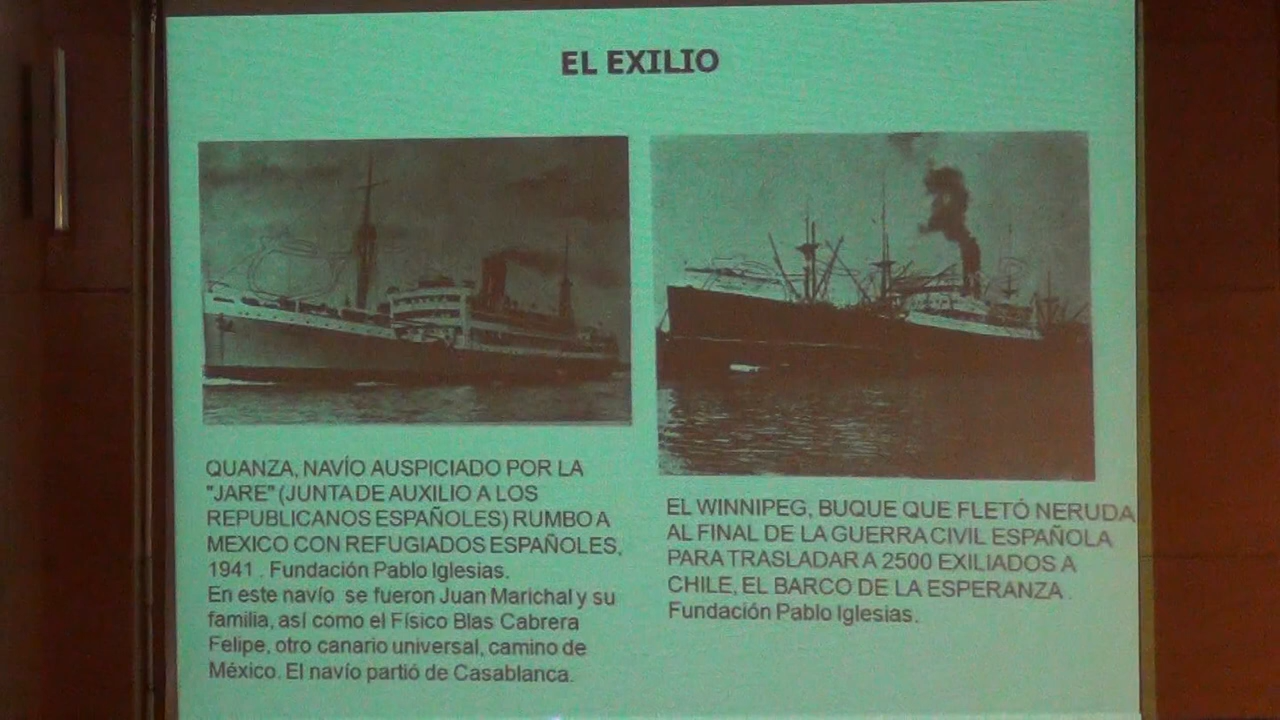 EL EXILIO
QUANZA, NAVÍO AUSPICIADO POR LA
"JARE" (JUNTA DE AUXILIO A LOS
REPUBLICANOS ESPAÑOLES) RUMBO A
MEXICO CON REFUGIADOS ESPAÑOLES,
1941 . Fundación Pablo Iglesias.
En este navío se fueron Juan Marichal y su
familia, así como el Físico Blas Cabrera
Felipe, otro canario universal, camino de
México. El navío partió de Casablanca.
EL WINNIPEG, BUQUE QUE FLETÓ NERUDA
AL FINAL DE LA GUERRA CIVIL ESPAÑOLA
PARA TRASLADAR A 2500 EXILIADOS A
CHILE, EL BARCO DE LA ESPERANZA .
Fundación Pablo Iglesias.